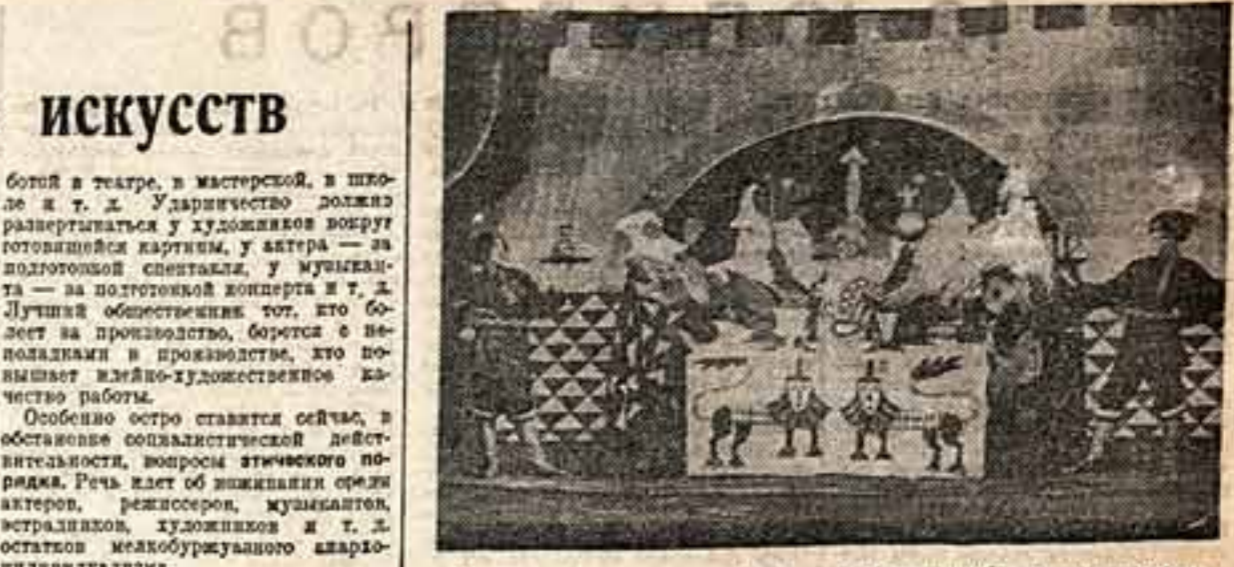 искусств
ботой в театре, в мастерской, в шко-
ле и т. д. Ударничество должно
развертываться у художников вокруг
готовящейся картины, у актера — за
подготовкой спектакля, у музыкан-
та — за подготовкой концерта и т. д.
Лучший общественник тот, кто бо-
леет за производство, борется с не-
поладками в производстве, кто по-
вышает идейно-художественное ка-
чество работы.
Особенно остро ставятся сейчас, в
обстановке социалистической дейст-
вительности, вопросы этического по-
рядка. Речь идет об изживании среди
актеров, режиссеров, музыкантов,
эстрадников, художников и т. д.
остатков мелкобуржуазного анархо-